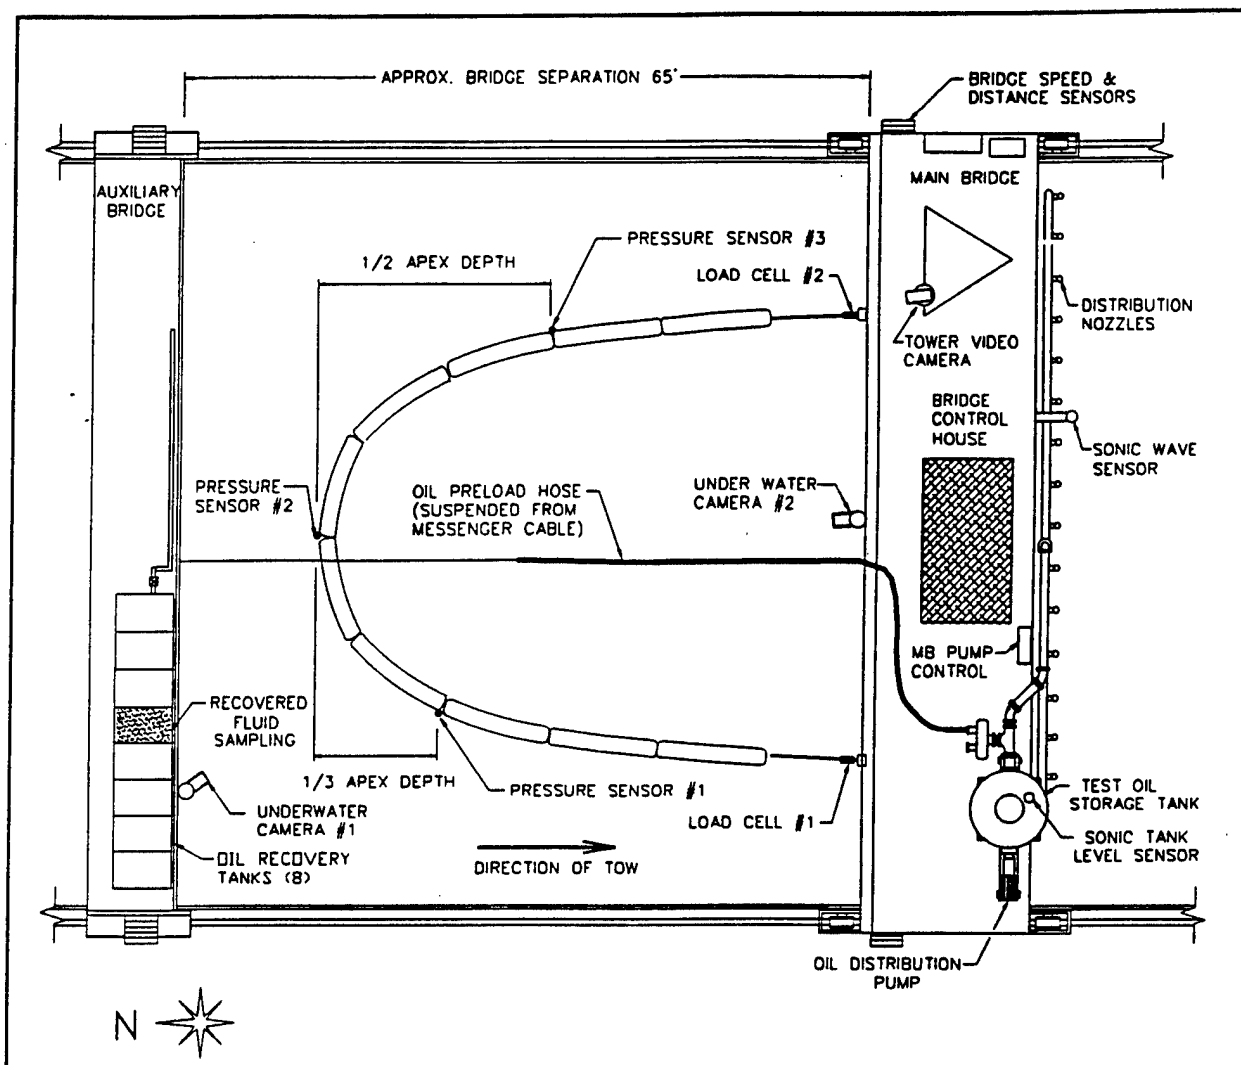 APPROX. BRIDGE SEPARATION 65'
BRIDGE SPEED &
DISTANCE SENSORS
AUXILIARY
BRIDGE
MAIN BRIDGE
PRESSURE SENSOR #3
1/2 APEX DEPTH
LOAD CELL #2
DISTRIBUTION
NOZZLES
TOWER VIDEO
CAMERA
BRIDGE
CONTROL
HOUSE
SONIC WAVE
SENSOR
PRESSURE
SENSOR #2
OIL PRELOAD HOSE
(SUSPENDED FROM
MESSENGER CABLE)
UNDER WATER
CAMERA #2
MB PUMP
CONTROL
RECOVERED
FLUID
SAMPLING
1/3 APEX DEPTH
PRESSURE SENSOR #1
UNDERWATER
CAMERA #1
LOAD CELL #1
TEST OIL
STORAGE TANK
SONIC TANK
LEVEL SENSOR
OIL RECOVERY
TANKS (8)
DIRECTION OF TOW
OIL DISTRIBUTION
PUMP
N